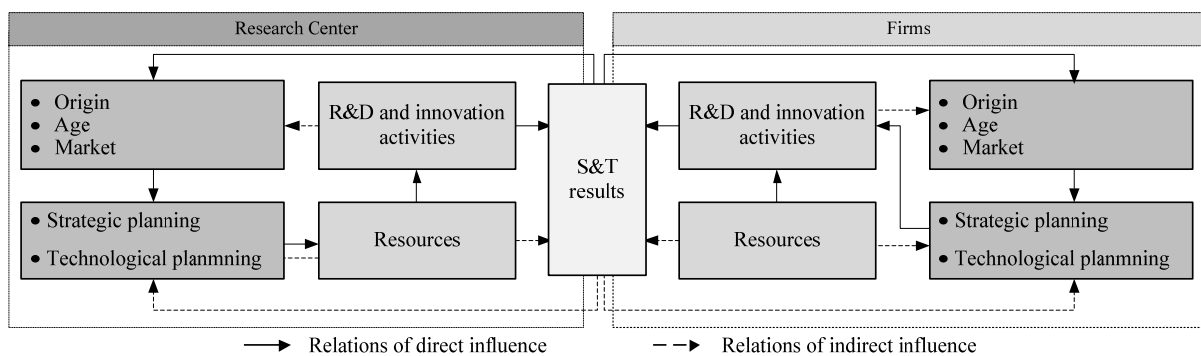 Research Center
Firms
• Origin
• Age
• Market
R&D and innovation
activities
• Strategic planning
• Technological planmning
Resources
S&T
results
R&D and innovation
activities
Resources
• Origin
• Age
• Market
• Strategic planning
• Technological planmning
Relations of direct influence
Relations of indirect influence